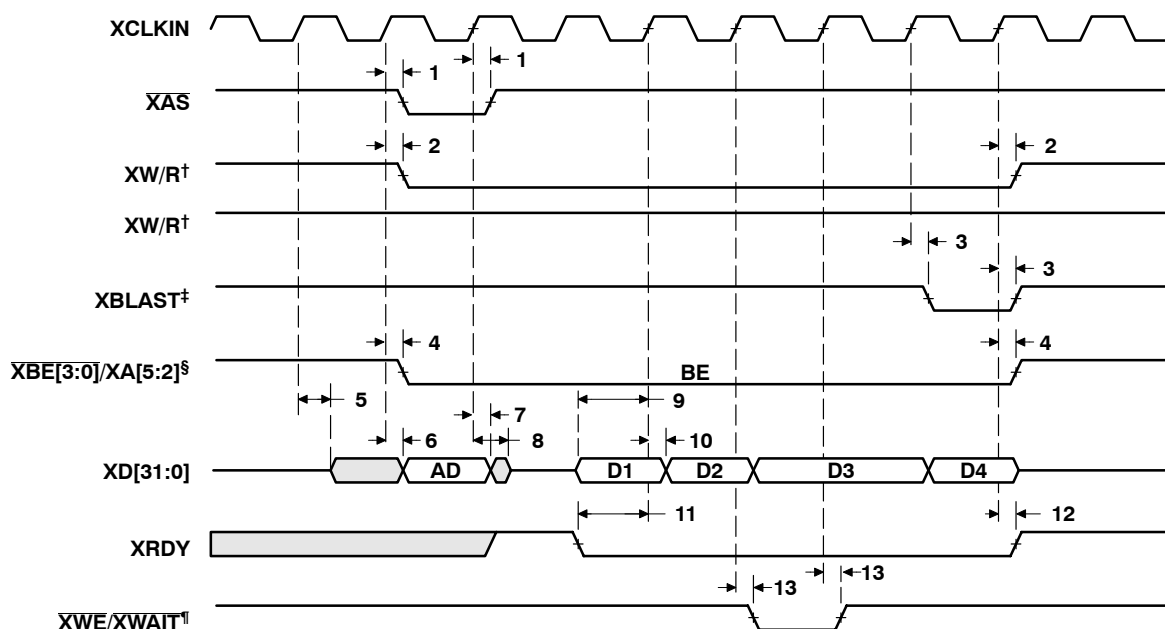 XCLKIN
1 1
XAS
2 2
XW/R†
XW/R†
3
3
XBLAST‡
4 4
XBE[3:0]/XA[5:2]§ BE
5 9
7
6 8 10
XD[31:0] AD D1 D2 D3 D4
11 12
XRDY
13 13
XWE/XWAIT¶